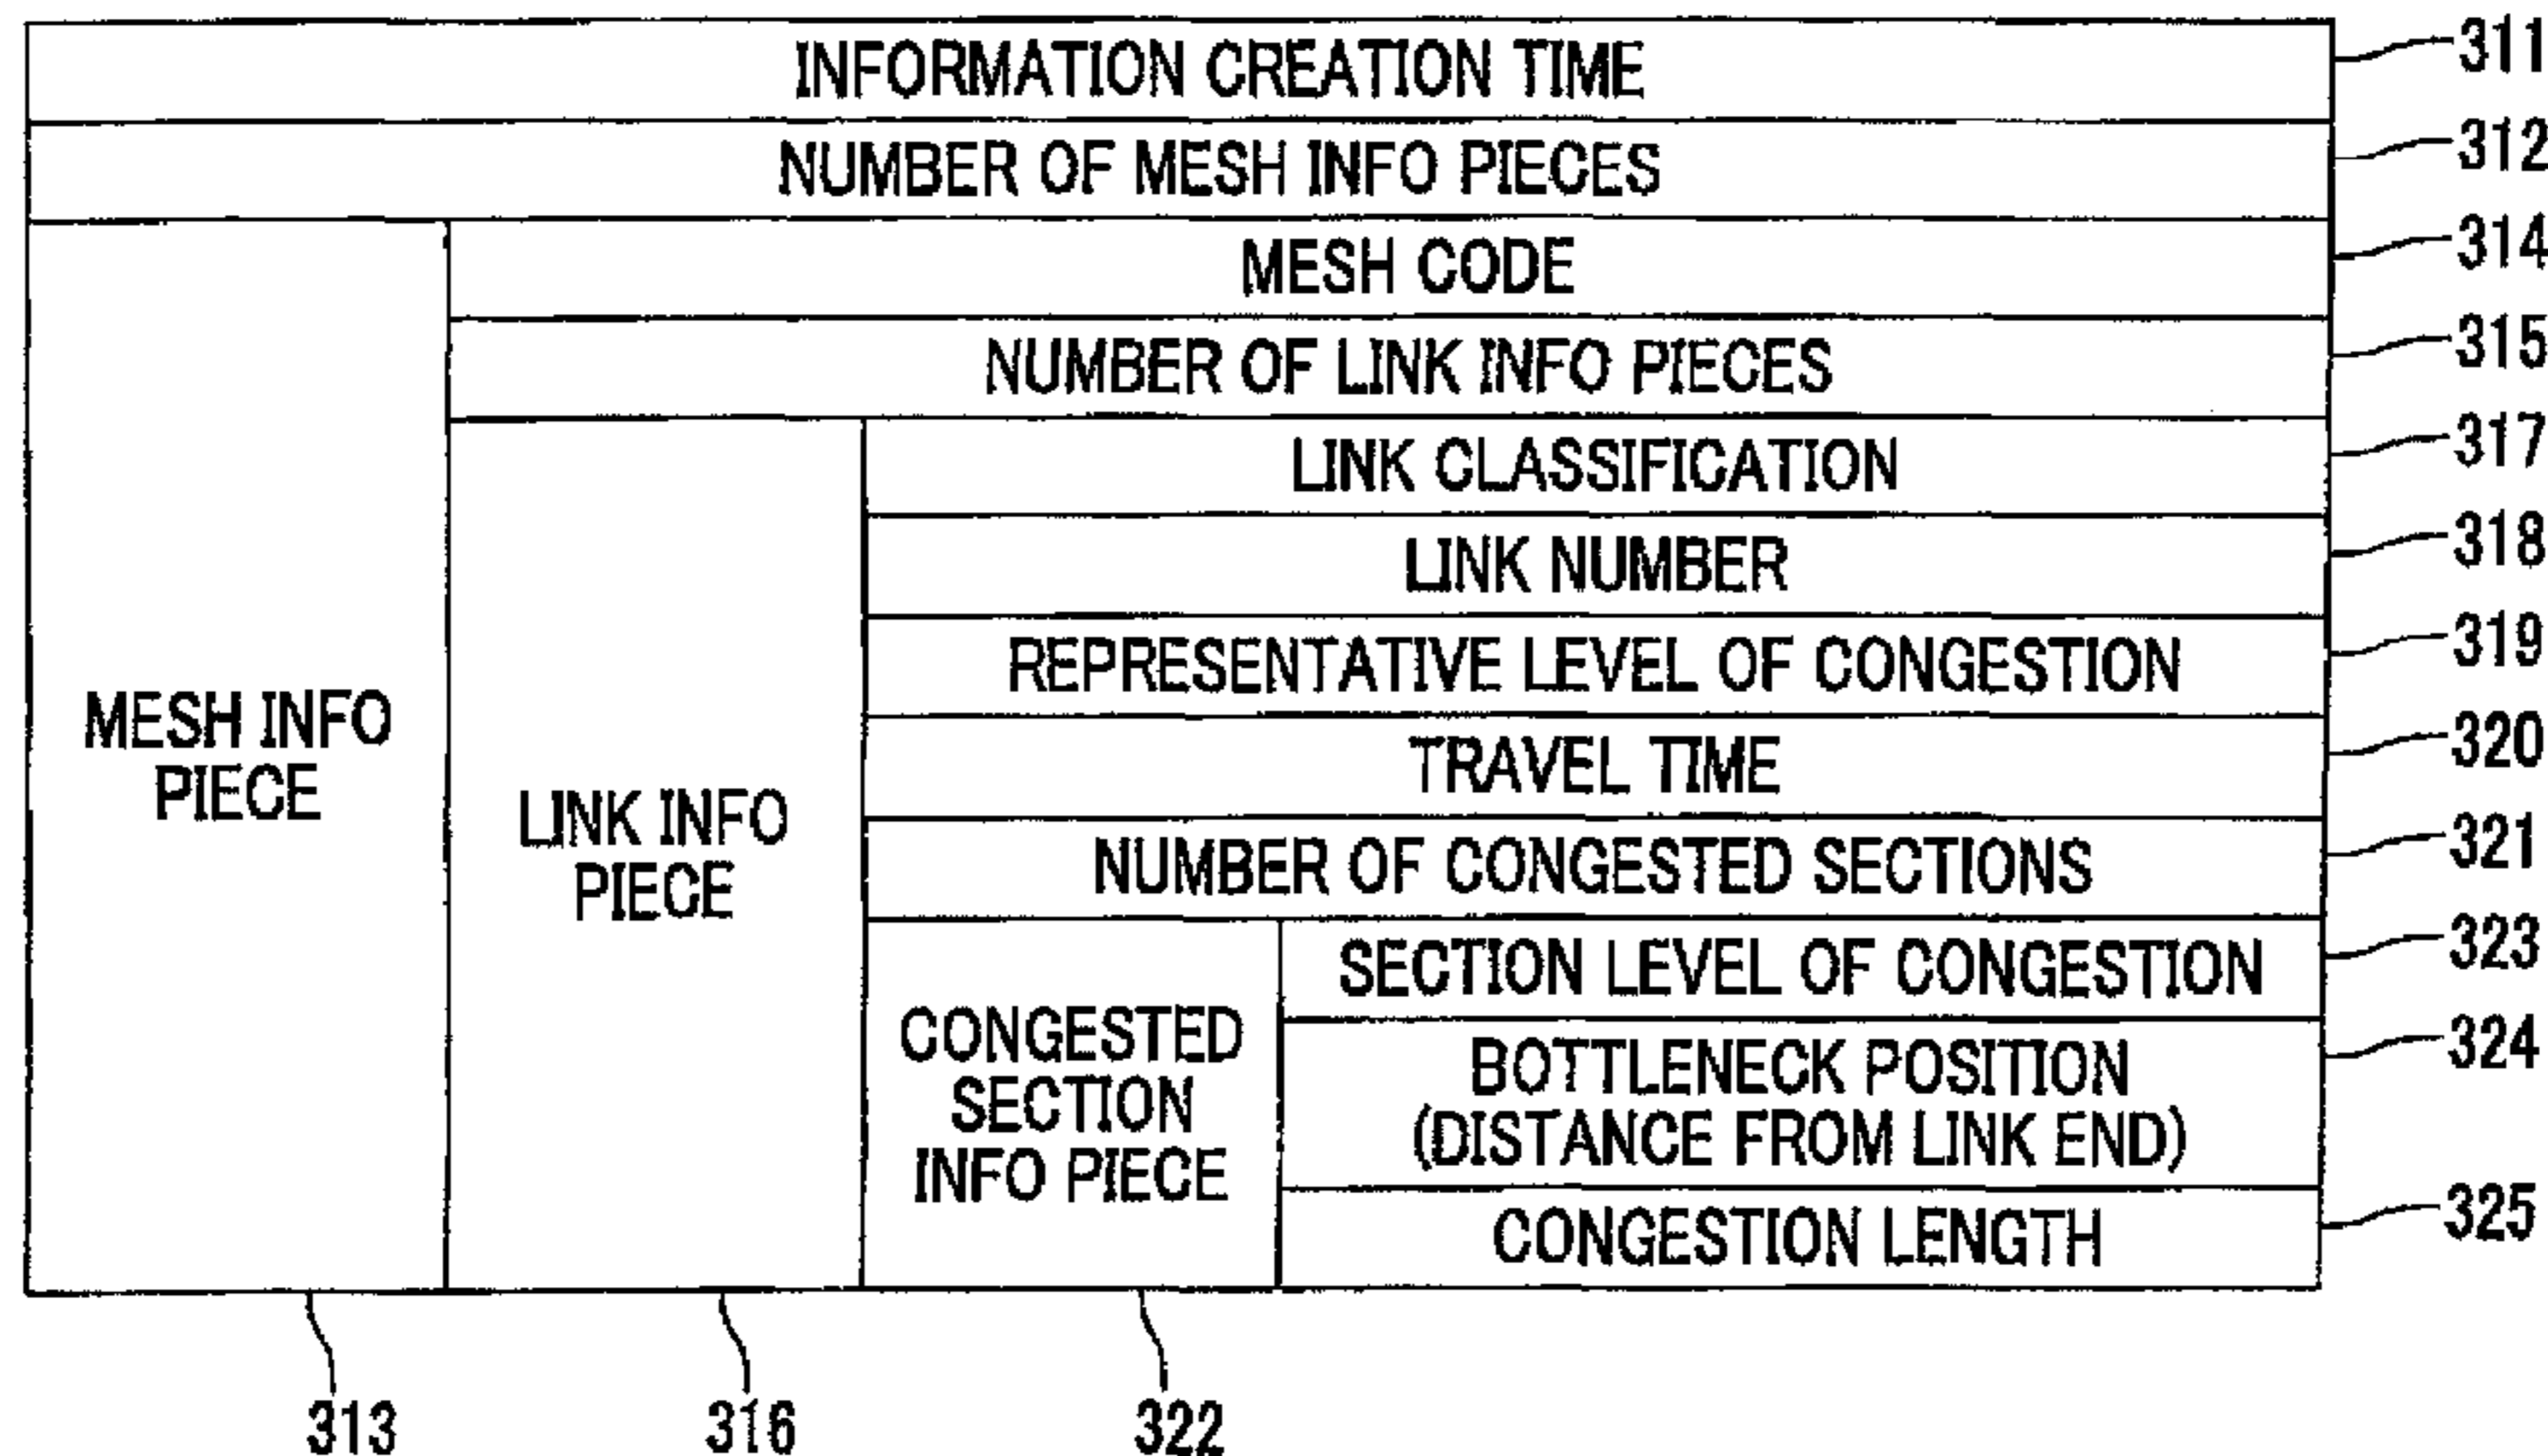 INFORMATION CREATION TIME 311
NUMBER OF MESH INFO PIECES 312
MESH CODE 314
NUMBER OF LINK INFO PIECES 315
LINK CLASSIFICATION 317
LINK NUMBER 318
REPRESENTATIVE LEVEL OF CONGESTION 319
TRAVEL TIME 320
NUMBER OF CONGESTED SECTIONS 321
MESH INFO
PIECE
LINK INFO
PIECE
CONGESTED
SECTION
INFO PIECE
SECTION LEVEL OF CONGESTION 323
BOTTLENECK POSITION 324
(DISTANCE FROM LINK END)
CONGESTION LENGTH 325
313 316 322